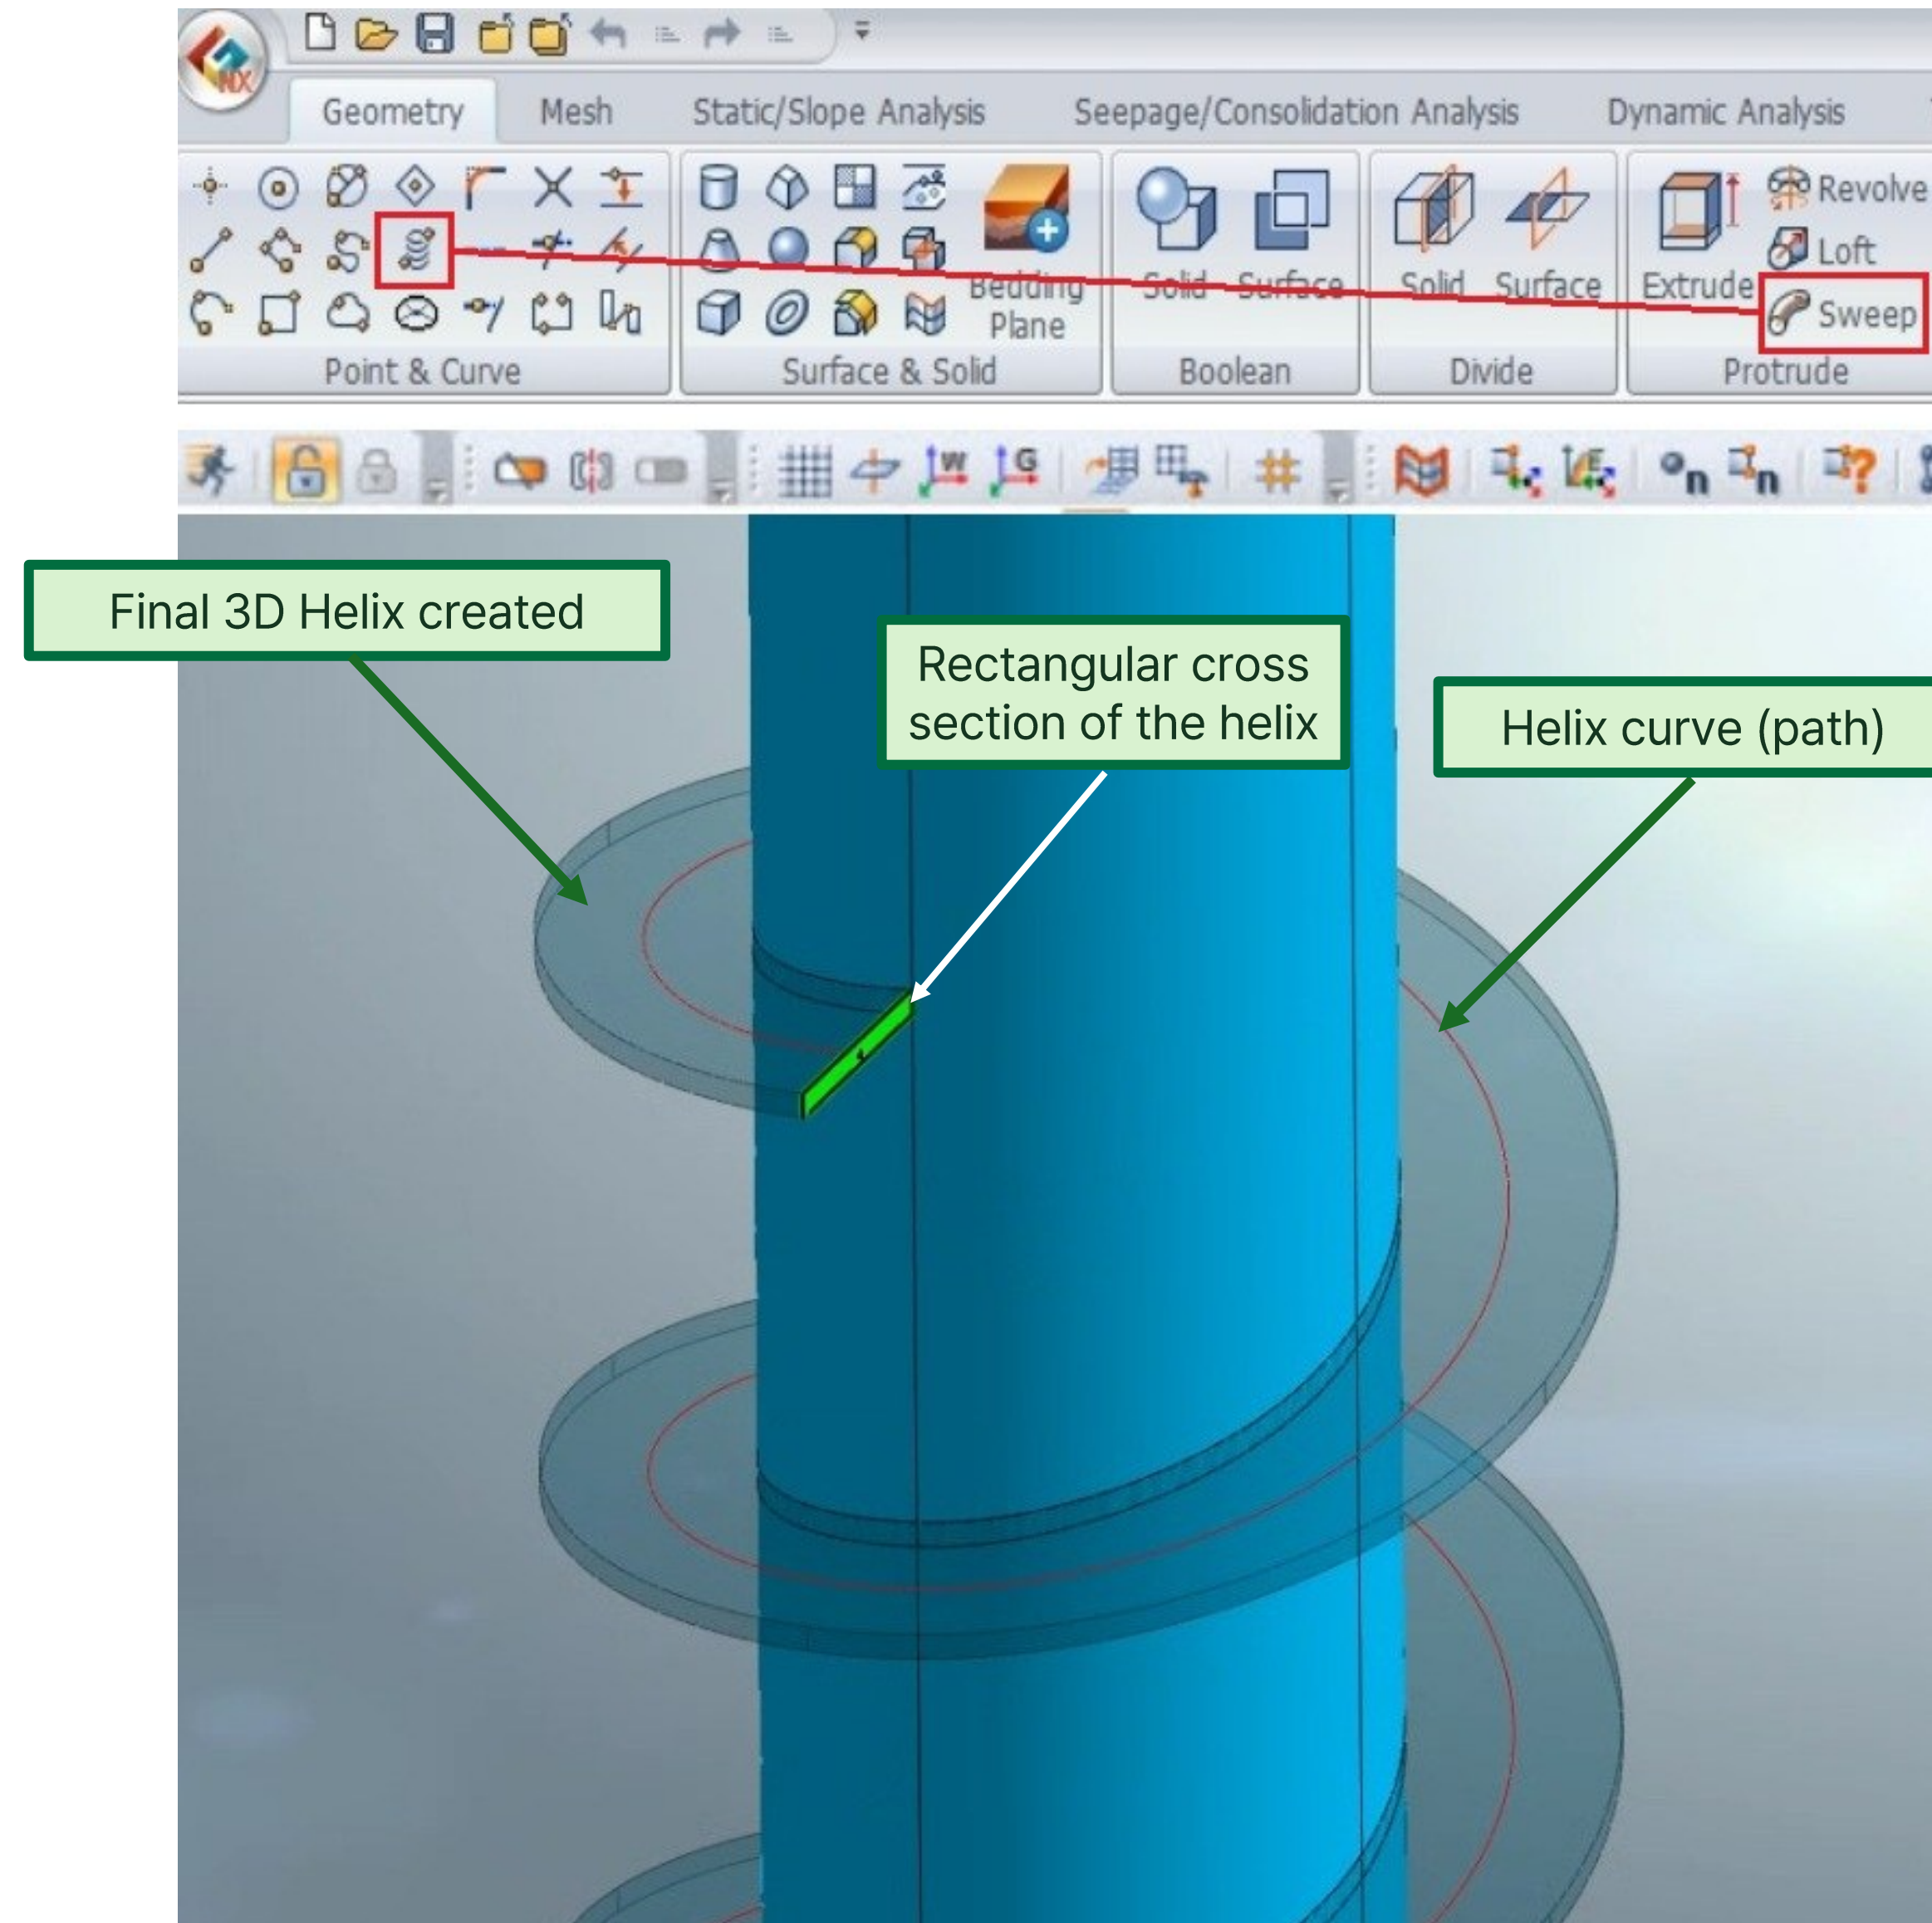 NX
Geometry Mesh Static/Slope Analysis Seepage/Consolidation Analysis Dynamic Analysis
Revolve
Loft
Bedding
Plane
Solid Surface
Solid Surface
Extrude
Sweep
Point & Curve Surface & Solid Boolean Divide Protrude
W G n n ?
Final 3D Helix created
Rectangular cross
section of the helix
Helix curve (path)